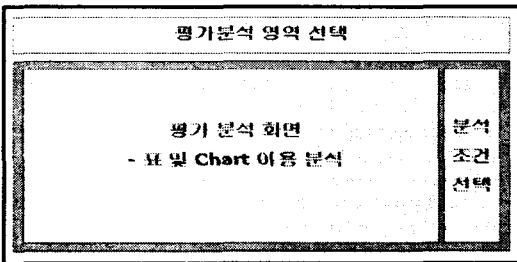 평가분석 영역 선택
평가 분석 화면
- 표 및 Chart 이용 분석
분석
조건
선택